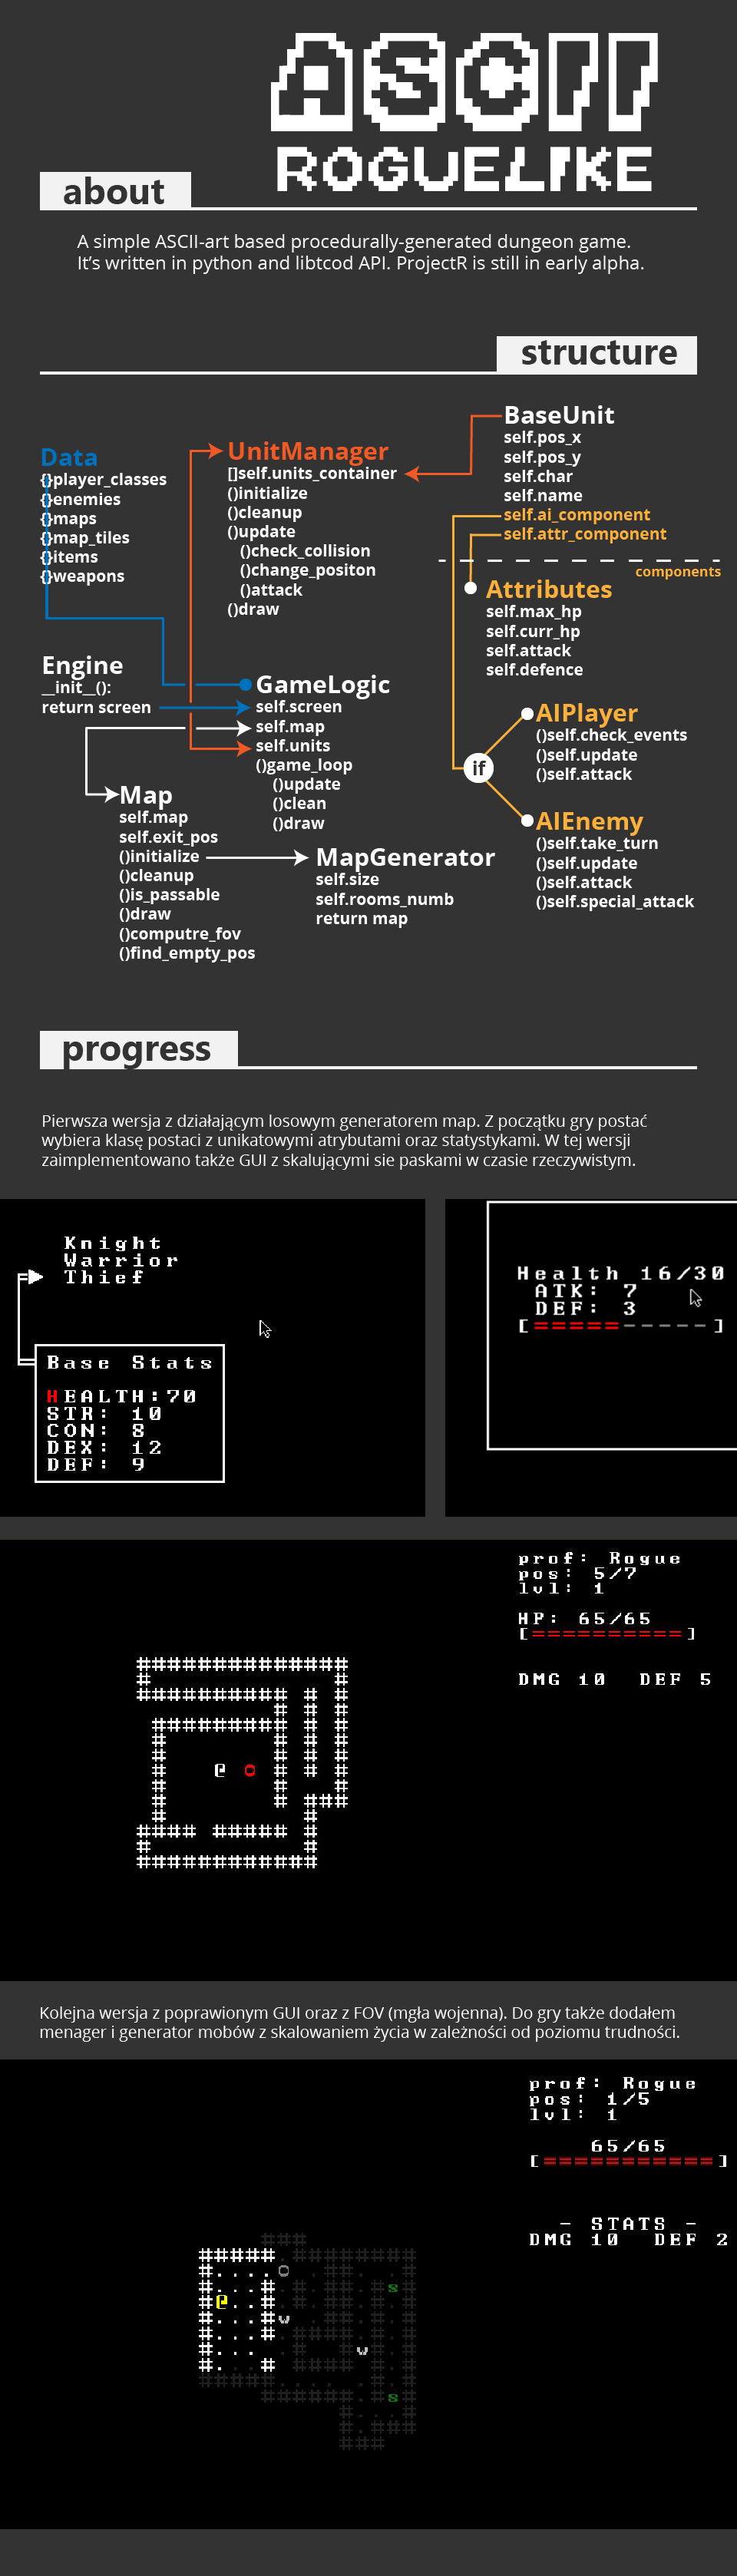 ASCII
ROGUELIKE
about
A simple ASCII-art based procedurally-generated dungeon game.
It's written in python and libtcod API. ProjectR is still in early alpha.
structure
Data
{}player_classes
{}enemies
{}maps
{}map_tiles
{}items
{}weapons
UnitManager
[]self.units_container
()initialize
()cleanup
()update
()check_collision
()change_positon
()attack
()draw
BaseUnit
self.pos_x
self.pos_y
self.char
self.name
self.ai_component
self.attr_component
components
Attributes
self.max_hp
self.curr_hp
self.attack
self.defence
Engine
__init__():
return screen
GameLogic
self.screen
self.map
self.units
()game_loop
()update
()clean
()draw
if
AIPlayer
()self.check_events
()self.update
()self.attack
AIEnemy
()self.take_turn
()self.update
()self.attack
()self.special_attack
Map
self.map
self.exit_pos
()initialize
()cleanup
()is_passable
()draw
()computre_fov
()find_empty_pos
MapGenerator
self.size
self.rooms_numb
return map
progress
Pierwsza wersja z działającym losowym generatorem map. Z początku gry postać
wybiera klasę postaci z unikatowymi atrybutami oraz statystykami. W tej wersji
zaimplementowano także GUI z skalującymi sie paskami w czasie rzeczywistym.
Knight
Warrior
Thief
Base Stats
HEALTH:70
STR: 10
CON: 8
DEX: 12
DEF: 9
Health 16/30
ATK: 7
DEF: 3
[=====-----]
prof: Rogue
pos: 5/7
lvl: 1
HP: 65/65
[==========]
DMG 10 DEF 5
Kolejna wersja z poprawionym GUI oraz z FOV (mgła wojenna). Do gry także dodałem
menager i generator mobów z skalowaniem życia w zależności od poziomu trudności.
prof: Rogue
pos: 1/5
lvl: 1
65/65
[===========]
- STATS -
DMG 10 DEF 2